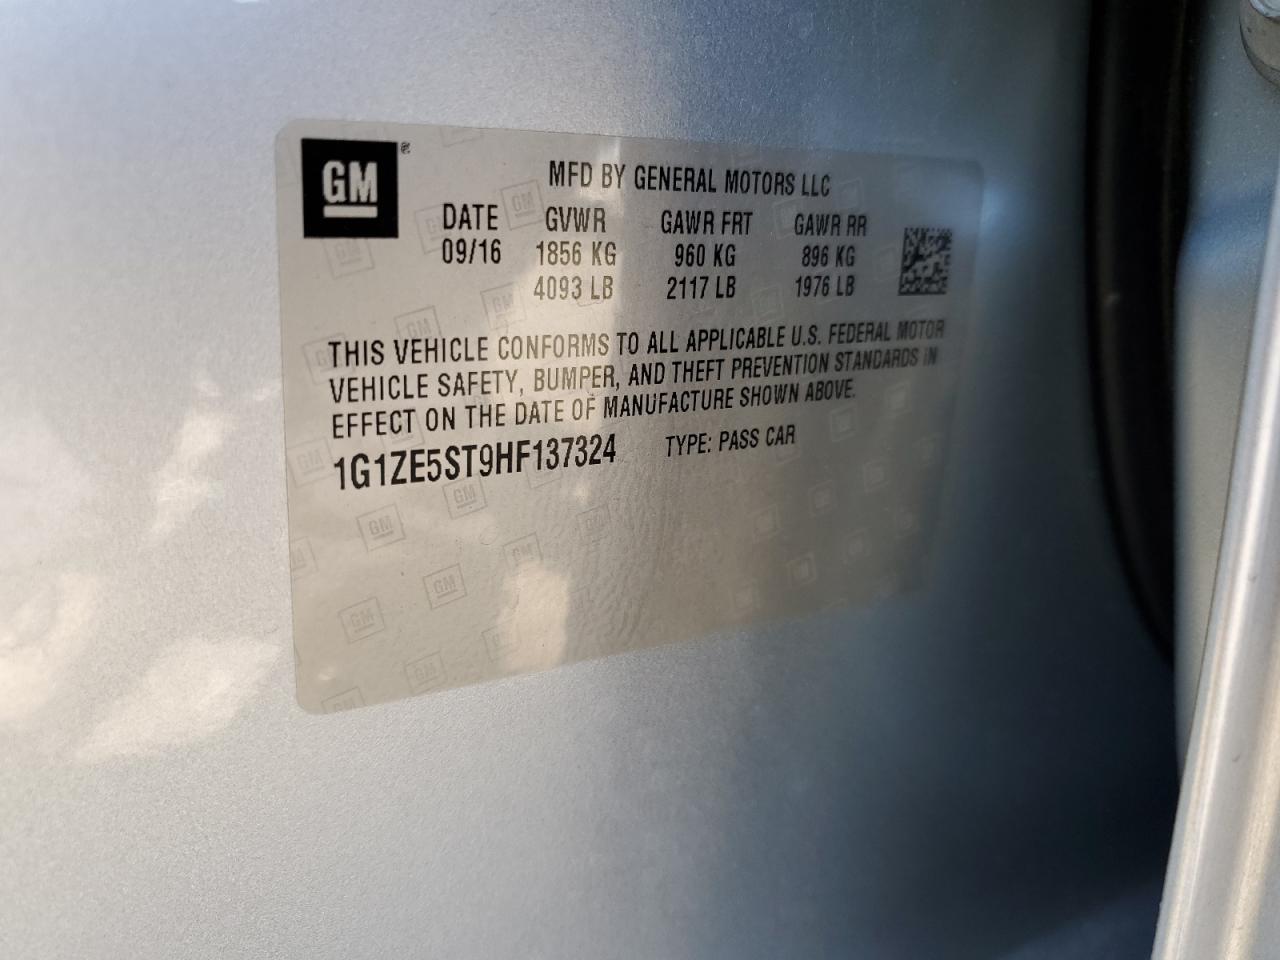 GM®
MFD BY GENERAL MOTORS LLC
DATE GVWR GAWR FRT GAWR RR
09/16 1856 KG 960 KG 896 KG
4093 LB 2117 LB 1976 LB
THIS VEHICLE CONFORMS TO ALL APPLICABLE U.S. FEDERAL MOTOR
VEHICLE SAFETY, BUMPER, AND THEFT PREVENTION STANDARDS IN
EFFECT ON THE DATE OF MANUFACTURE SHOWN ABOVE.
1G1ZE5ST9HF137324 TYPE: PASS CAR